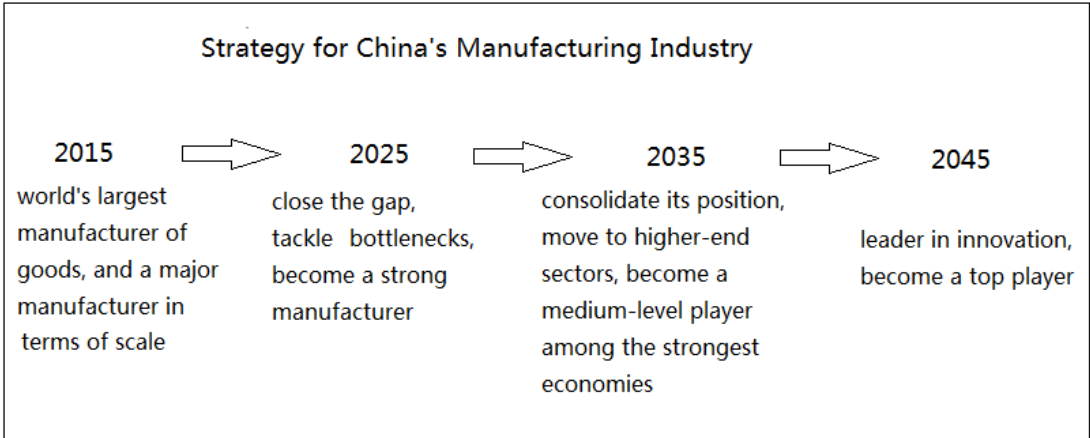 Strategy for China's Manufacturing Industry
2015
2025
2035
2045
world's largest
manufacturer of
goods, and a major
manufacturer in
terms of scale
close the gap,
tackle bottlenecks,
become a strong
manufacturer
consolidate its position,
move to higher-end
sectors, become a
medium-level player
among the strongest
economies
leader in innovation,
become a top player